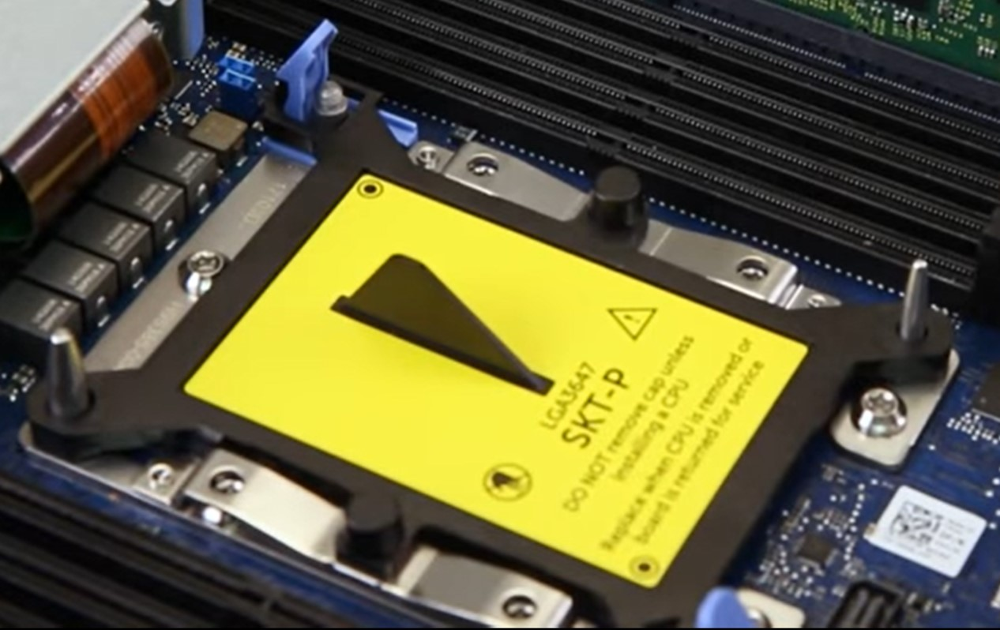 LGA3647
SKT-P
DO NOT remove cap unless
installing a CPU
Replace when CPU is removed or
board is returned for service